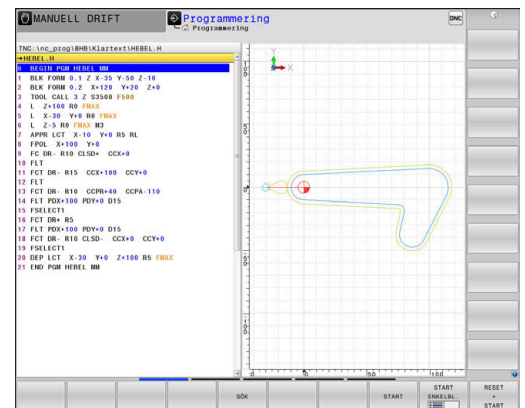 MANUELL DRIFT
Programmering
Programmering
DNC
TNC:\nc_prog\BHB\Klartext\HEBEL.H
→HEBEL.H
0 BEGIN PGM HEBEL MM
1 BLK FORM 0.1 Z X-35 Y-50 Z-10
2 BLK FORM 0.2 X+120 Y+20 Z+0
3 TOOL CALL 3 Z S3500 F500
4 L Z+100 R0 FMAX
5 L X-30 Y+0 R0 FMAX
6 L Z-5 R0 FMAX M3
7 APPR LCT X-10 Y+0 R5 RL
8 FPOL X+100 Y+0
9 FC DR- R10 CLSD+ CCX+0
10 FLT
11 FCT DR- R15 CCX+100 CCY+0
12 FLT
13 FCT DR- R10 CCPR+40 CCPA-110
14 FLT PDX+100 PDY+0 D15
15 FSELECT1
16 FCT DR+ R5
17 FLT PDX+100 PDY+0 D15
18 FCT DR- R10 CLSD- CCX+0 CCY+0
19 FSELECT1
20 DEP LCT X-30 Y+0 Z+100 R5 FMAX
21 END PGM HEBEL MM
Y
X
0
50
100
SÖK
START
START
ENKELBL.
RESET
+
START